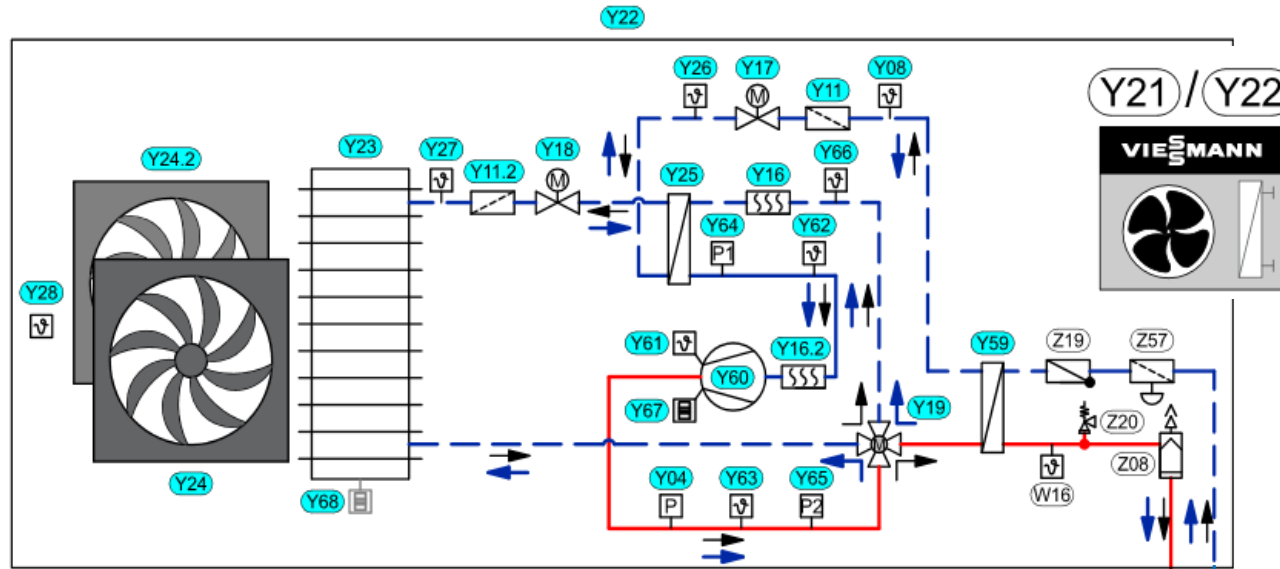 Y22
Y26
Y17
Y11
Y08
M
Y21 / Y22
VIESSMANN
Y24.2
Y23
Y27
Y11.2
Y18
M
Y25
Y16
Y66
ϑ
ϑ
ϑ
ϑ
Y64
P1
Y62
ϑ
Y28
ϑ
Y61
ϑ
Y60
Y16.2
Y67
Y59
Z19
Z57
Y19
M
Z20
Z08
W16
ϑ
Y24
Y68
Y04
P
Y63
ϑ
Y65
P2